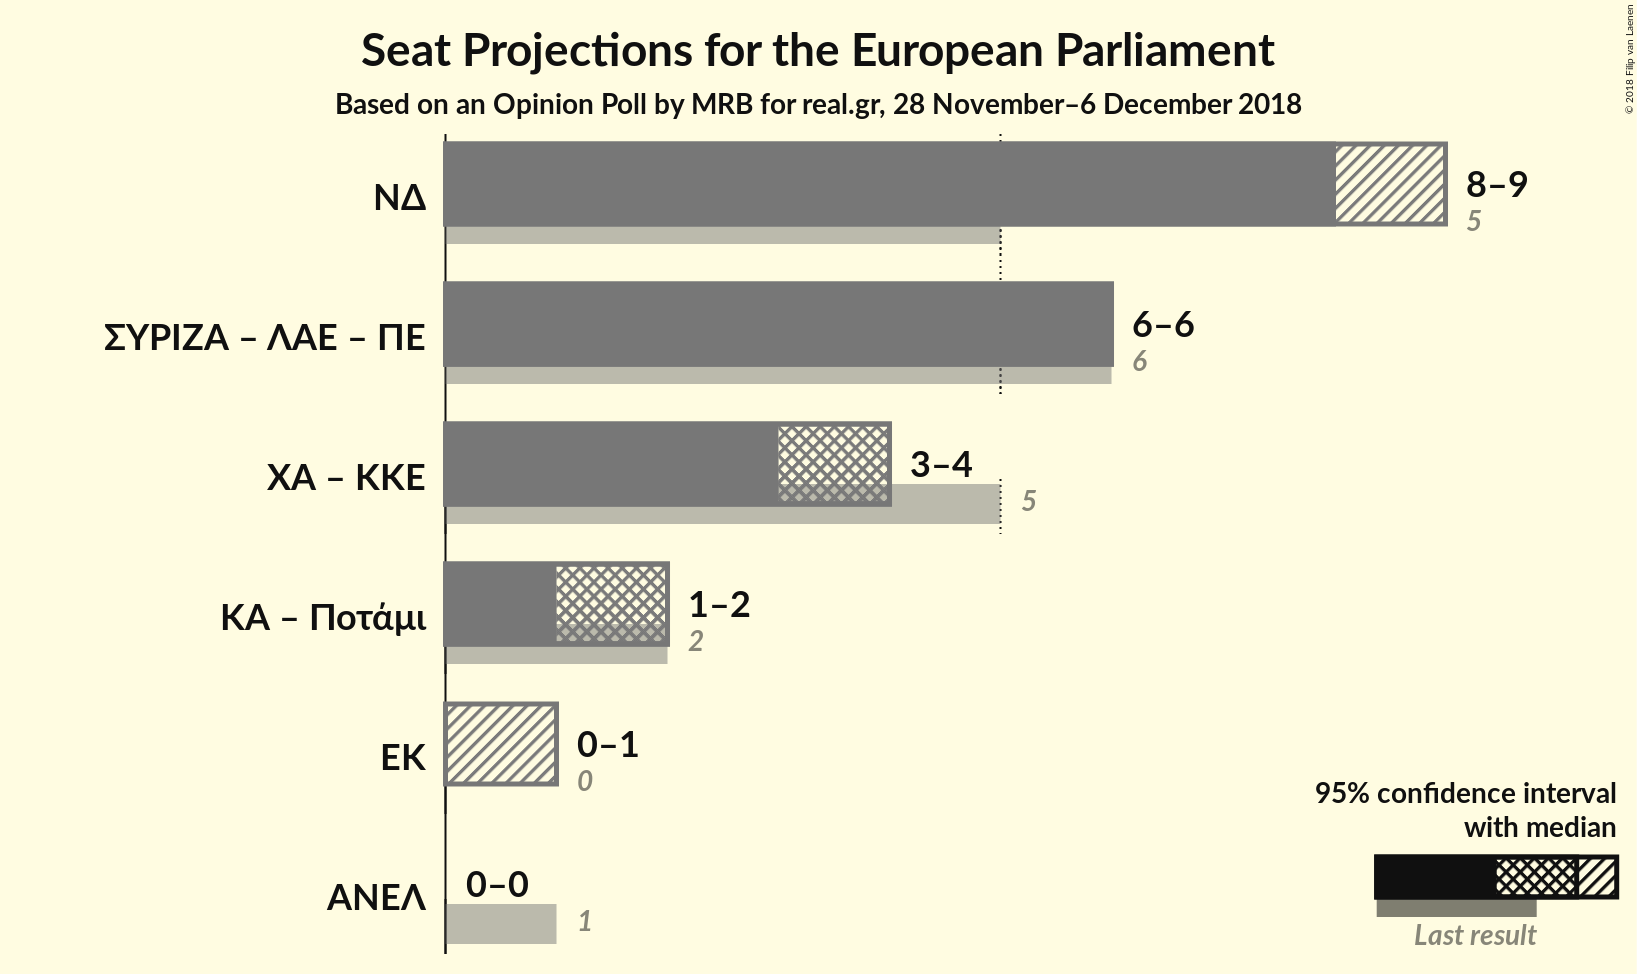 Seat Projections for the European Parliament
Based on an Opinion Poll by MRB for real.gr, 28 November–6 December 2018
© 2018 Filip van Laenen
ΝΔ
8–9
5
ΣΥΡΙΖΑ – ΛΑΕ – ΠΕ
6–6
6
ΧΑ – ΚΚΕ
3–4
5
ΚΑ – Ποτάμι
1–2
2
ΕΚ
0–1
0
ΑΝΕΛ
0–0
1
95% confidence interval
with median
Last result